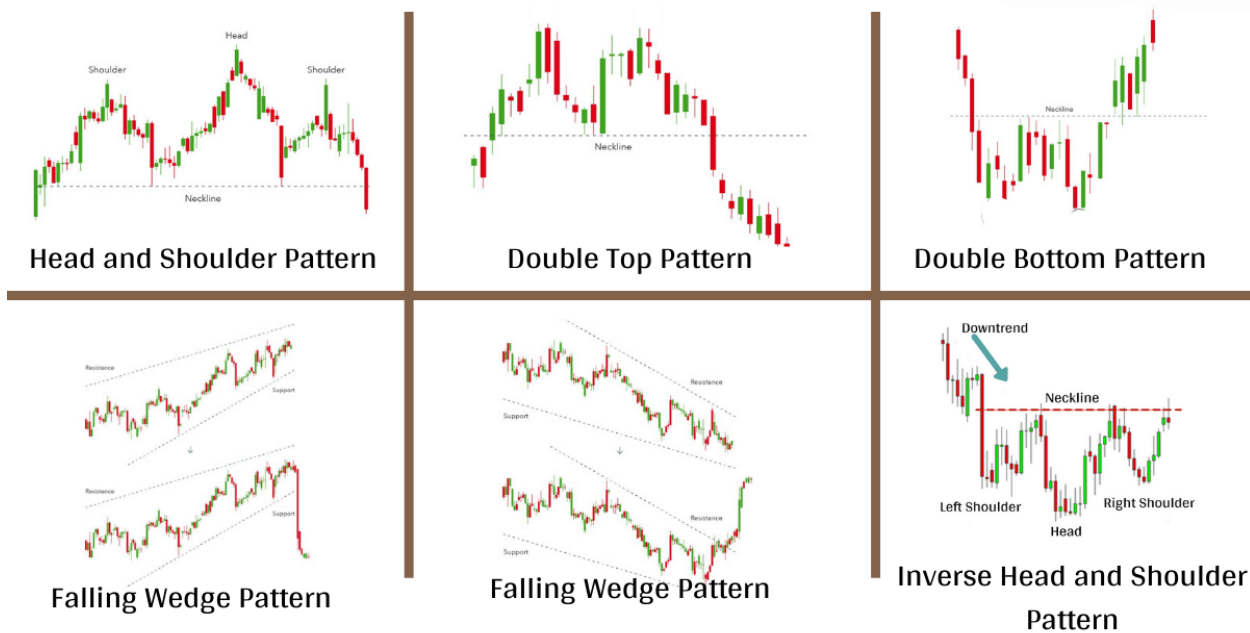 Head
Shoulder
Shoulder
Neckline
Head and Shoulder Pattern
Neckline
Double Top Pattern
Neckline
Double Bottom Pattern
Resistance
Support
Resistance
Support
Falling Wedge Pattern
Resistance
Support
Resistance
Support
Falling Wedge Pattern
Downtrend
Neckline
Left Shoulder
Right Shoulder
Head
Inverse Head and Shoulder
Pattern